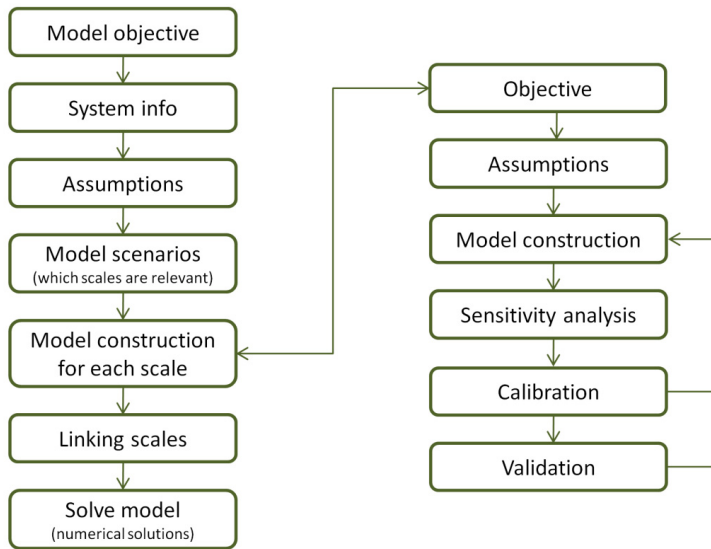 Model objective
System info
Assumptions
Model scenarios
(which scales are relevant)
Model construction
for each scale
Linking scales
Solve model
(numerical solutions)
Objective
Assumptions
Model construction
Sensitivity analysis
Calibration
Validation